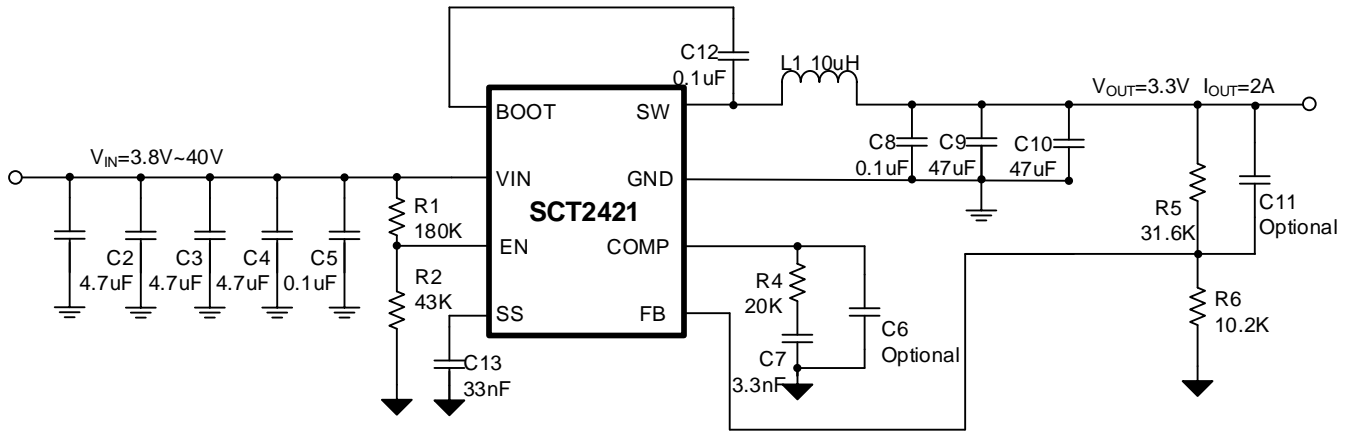 C12
0.1uF
L1 10uH
BOOT
SW
VOUT=3.3V IOUT=2A
VIN=3.8V~40V
C8
0.1uF
C9
47uF
C10
47uF
VIN
GND
SCT2421
R1
180K
R5
31.6K
C11
Optional
C2
4.7uF
C3
4.7uF
C4
4.7uF
C5
0.1uF
EN
COMP
R2
43K
R4
20K
SS
FB
C6
Optional
R6
10.2K
C13
33nF
C7
3.3nF